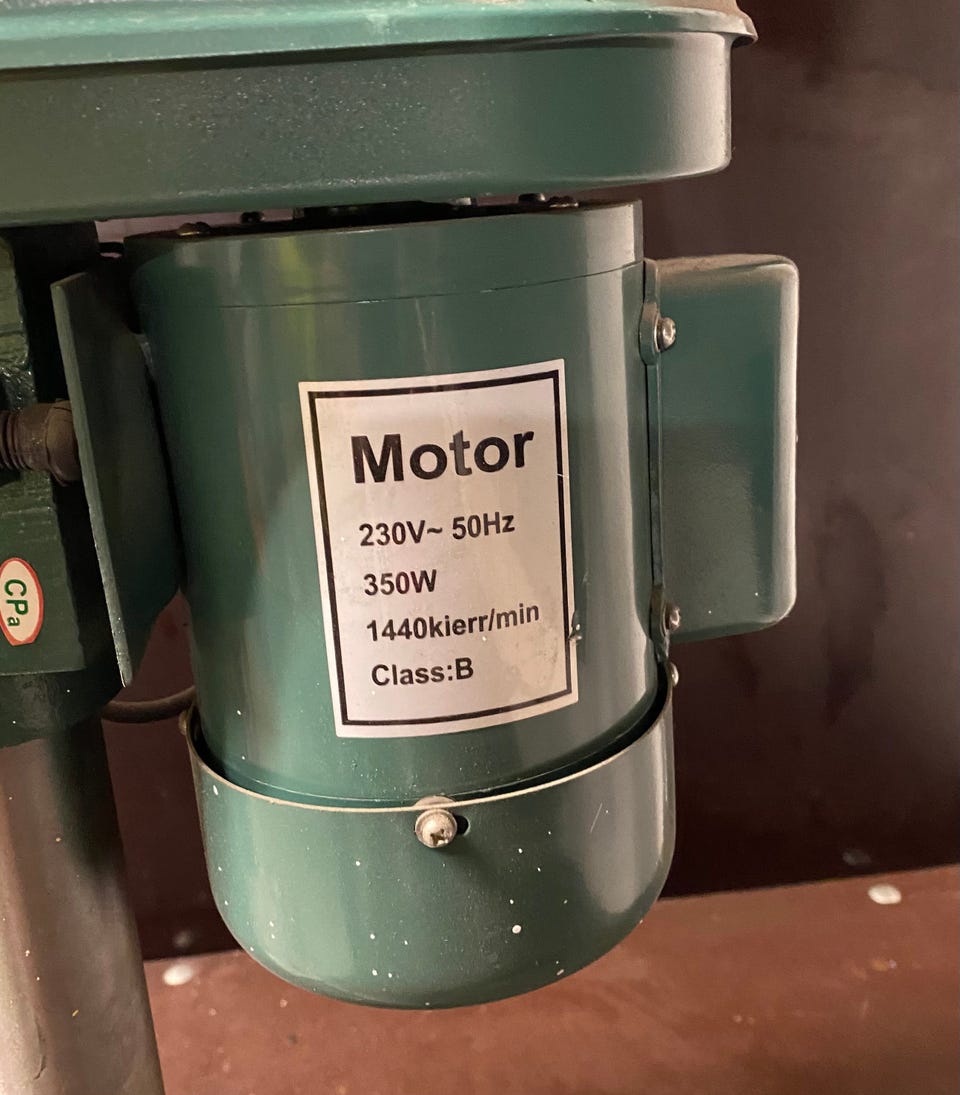 Motor
230V~ 50Hz
350W
1440kierr/min
Class:B
CPa